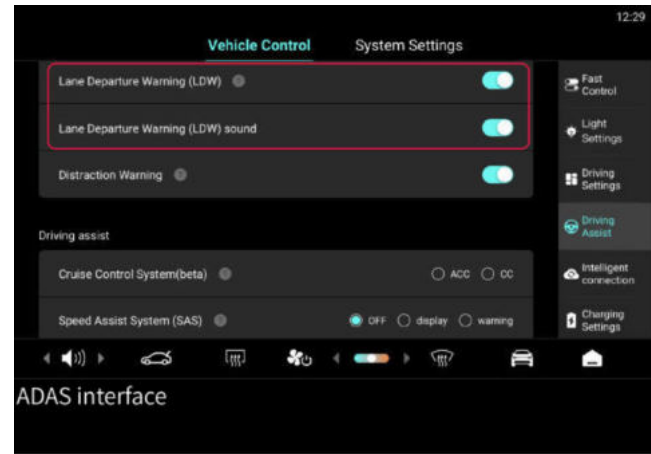 12:29
Vehicle Control System Settings
Lane Departure Warning (LDW) ?
Fast
Control
Lane Departure Warning (LDW) sound
Light
Settings
Distraction Warning ?
Driving
Settings
Driving assist
Driving
Assist
Cruise Control System(beta) ? ACC CC
Intelligent
connection
Speed Assist System (SAS) ? OFF display warning
Charging
Settings
ADAS interface